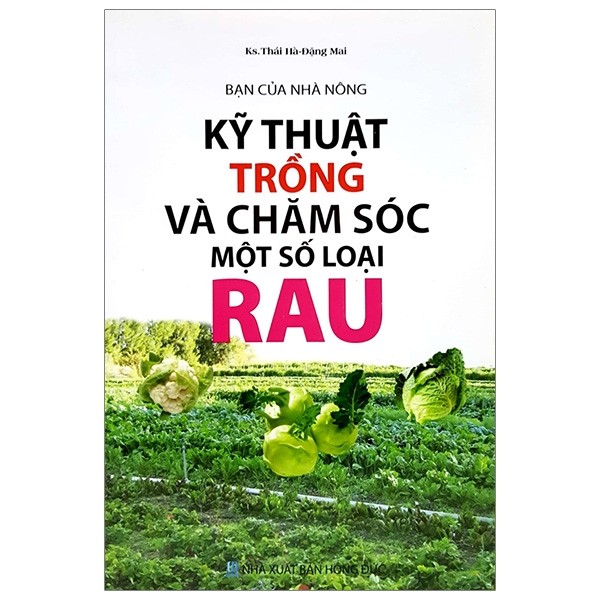 Ks.Thái Hà-Đặng Mai
BẠN CỦA NHÀ NÔNG
KỸ THUẬT
TRỒNG
VÀ CHĂM SÓC
MỘT SỐ LOẠI
RAU
NHÀ XUẤT BẢN HỒNG ĐỨC